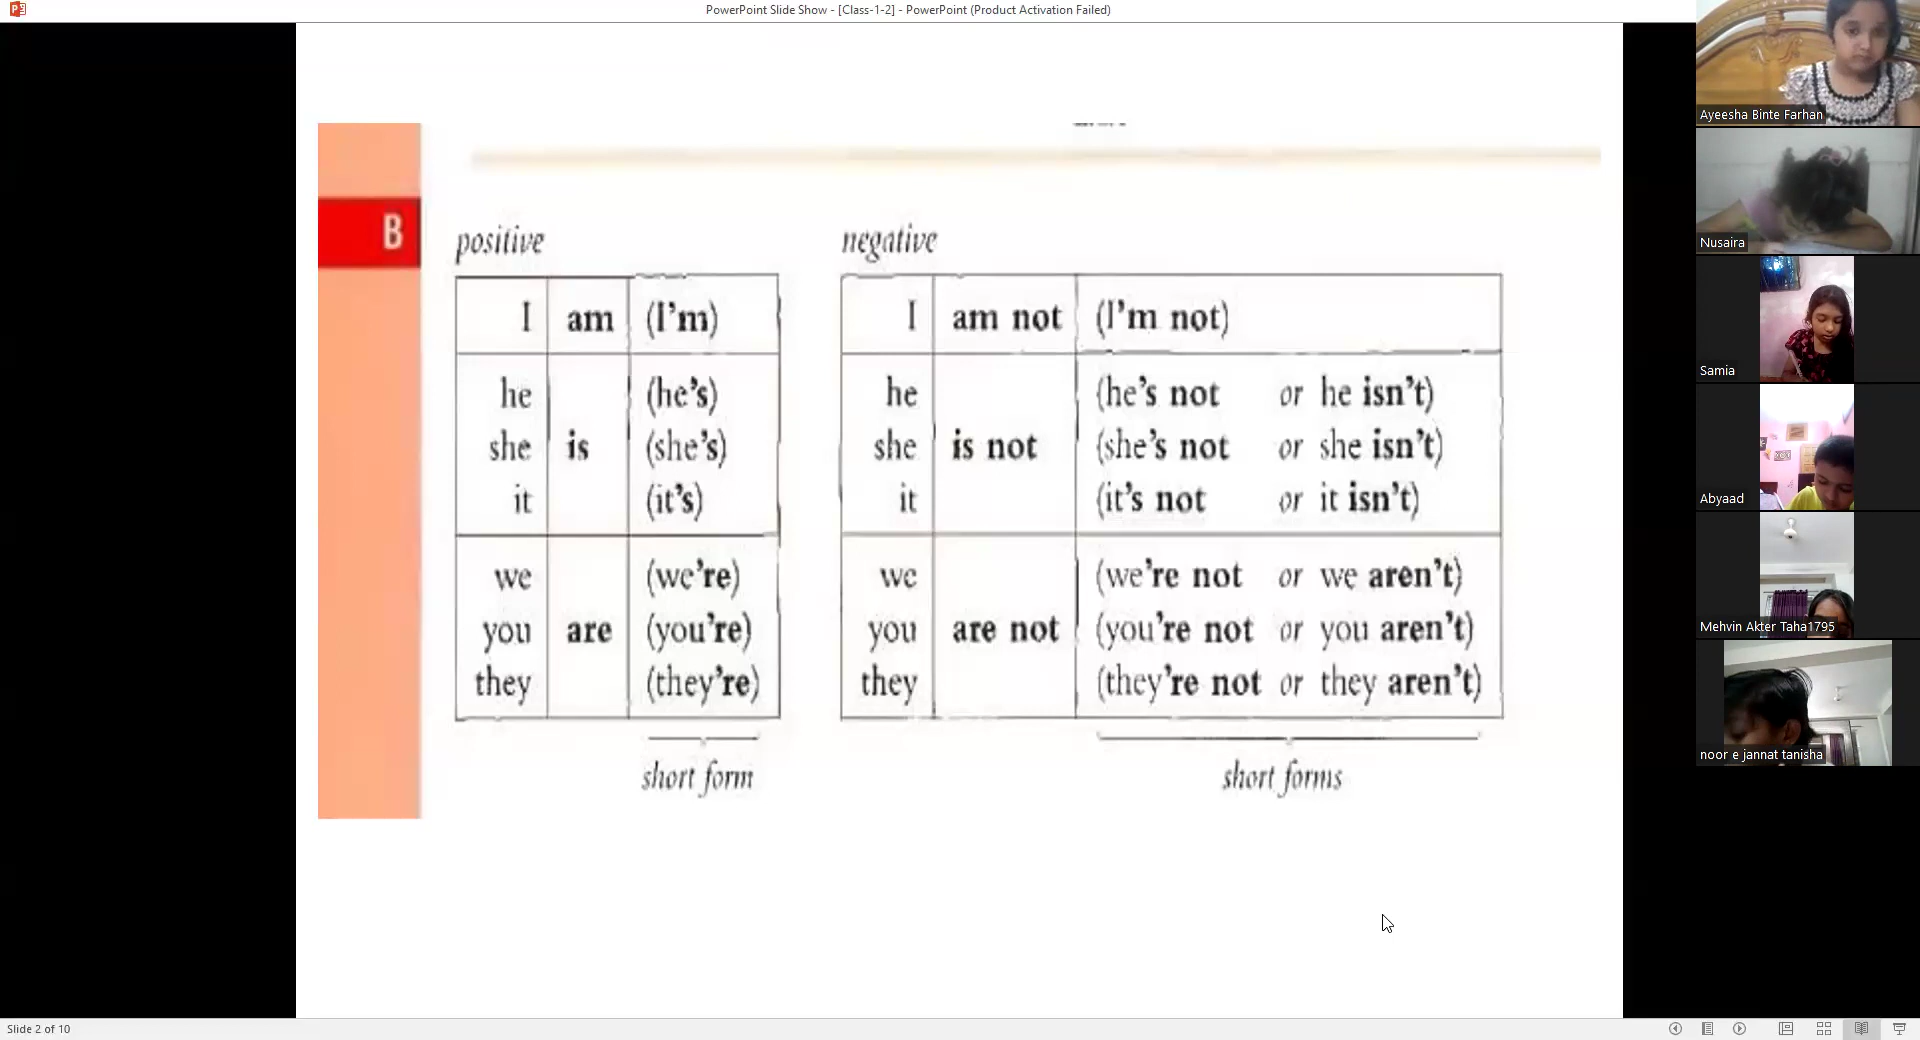 PowerPoint Slide Show - [Class-1-2] - PowerPoint (Product Activation Failed)
B
positive
I am (I'm)
he (he's)
she is (she's)
it (it's)
we (we're)
you are (you're)
they (they're)
short form
negative
I am not (I'm not)
he (he's not or he isn't)
she is not (she's not or she isn't)
it (it's not or it isn't)
we (we're not or we aren't)
you are not (you're not or you aren't)
they (they're not or they aren't)
short forms
Ayeesha Binte Farhan
Nusaira
Samia
Abyaad
Mehvin Akter Taha1795
noor e jannat tanisha
Slide 2 of 10